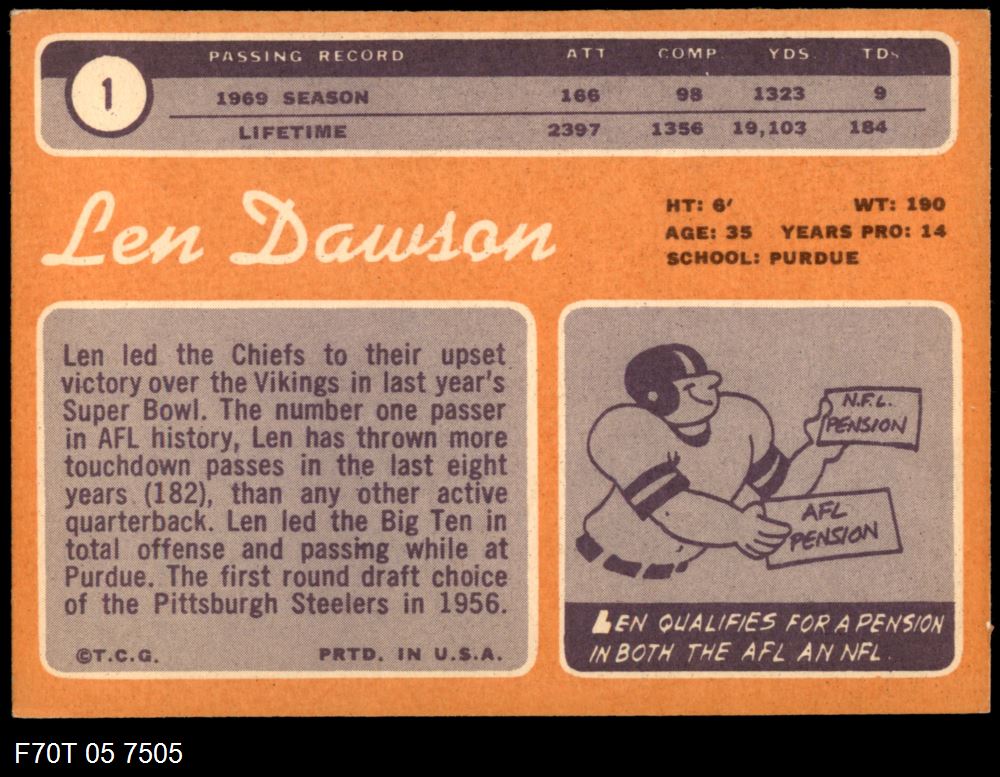 1
PASSING RECORD ATT COMP YDS TDs
1969 SEASON 166 98 1323 9
LIFETIME 2397 1356 19,103 184
Len Dawson
HT: 6′ WT: 190
AGE: 35 YEARS PRO: 14
SCHOOL: PURDUE
Len led the Chiefs to their upset
victory over the Vikings in last year's
Super Bowl. The number one passer
in AFL history, Len has thrown more
touchdown passes in the last eight
years (182), than any other active
quarterback. Len led the Big Ten in
total offense and passing while at
Purdue. The first round draft choice
of the Pittsburgh Steelers in 1956.
©T.C.G. PRTD. IN U.S.A.
N.F.L.
PENSION
AFL
PENSION
LEN QUALIFIES FOR A PENSION
IN BOTH THE AFL AN NFL.
F70T 05 7505